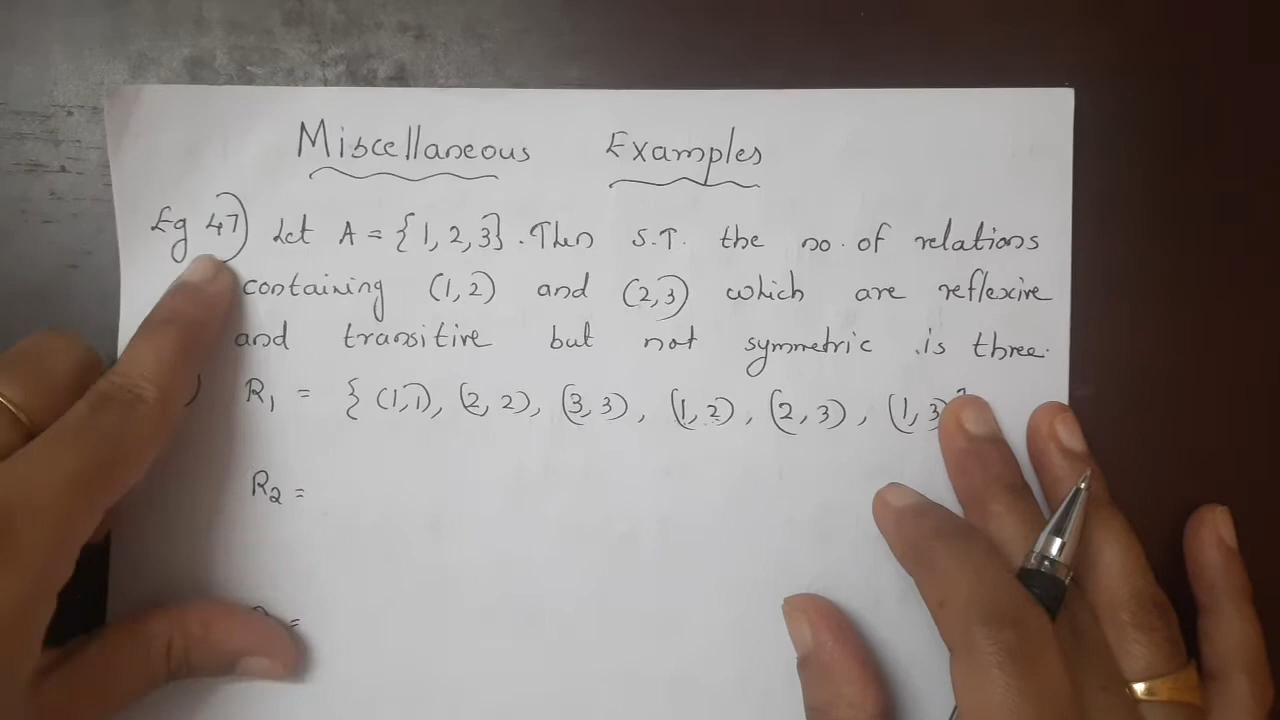 Miscellaneous Examples
Eg 47) Let A = {1, 2, 3}. Then S.T. the no. of relations
containing (1,2) and (2,3) which are reflexive
and transitive but not symmetric is three.
) R₁ = {(1,1), (2,2), (3,3), (1,2), (2,3), (1,3)
R₂ =
=